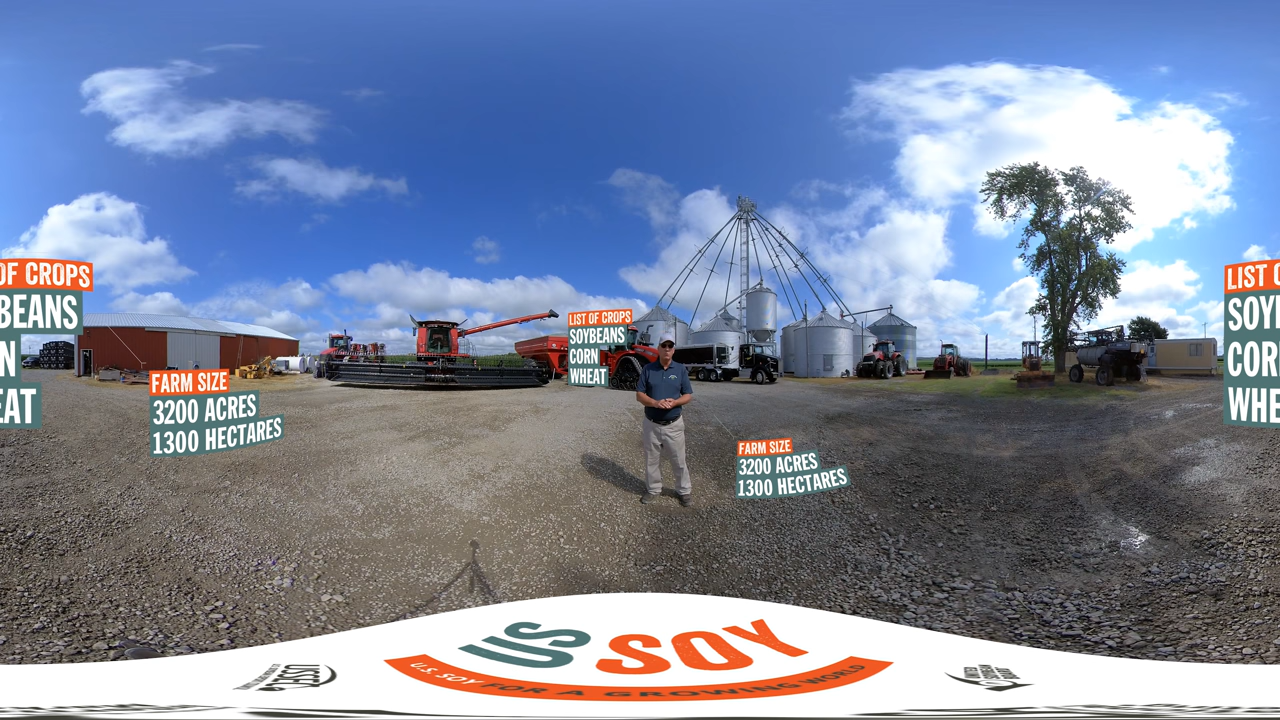 OF CROPS
BEANS
N
EAT
FARM SIZE
3200 ACRES
1300 HECTARES
LIST OF CROPS
SOYBEANS
CORN
WHEAT
FARM SIZE
3200 ACRES
1300 HECTARES
LIST O
SOY
COR
WHE
US SOY
U.S. SOY FOR A GROWING WORLD
USSEC